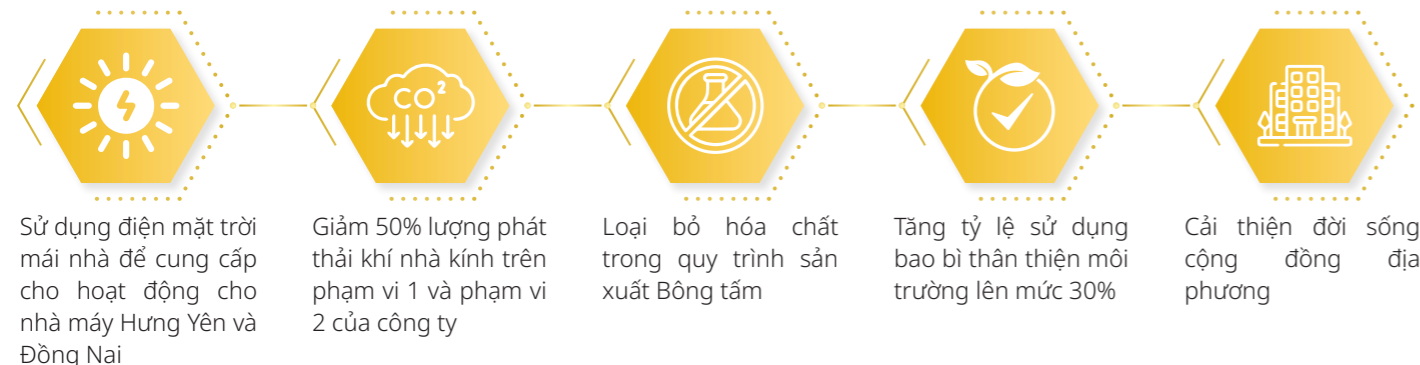 CO²
Sử dụng điện mặt trời
mái nhà để cung cấp
cho hoạt động cho
nhà máy Hưng Yên và
Đồng Nai
Giảm 50% lượng phát
thải khí nhà kính trên
phạm vi 1 và phạm vi
2 của công ty
Loại bỏ hóa chất
trong quy trình sản
xuất Bông tấm
Tăng tỷ lệ sử dụng
bao bì thân thiện môi
trường lên mức 30%
Cải thiện đời sống
cộng đồng địa
phương